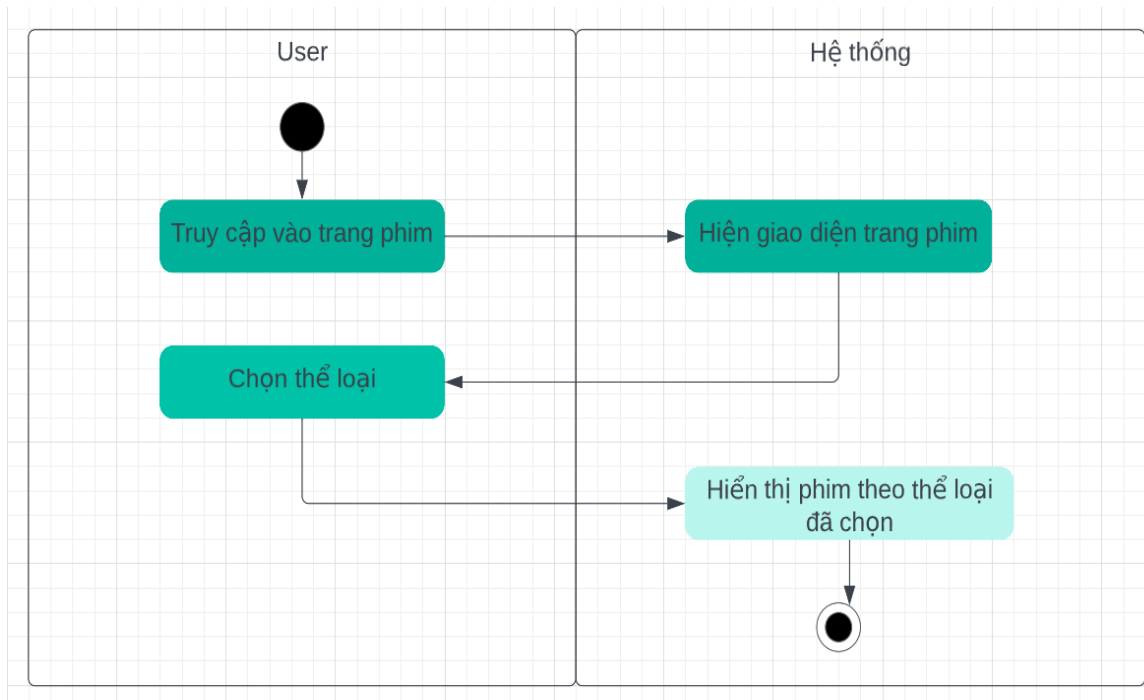 User
Hệ thống
Truy cập vào trang phim
Hiện giao diện trang phim
Chọn thể loại
Hiển thị phim theo thể loại
đã chọn